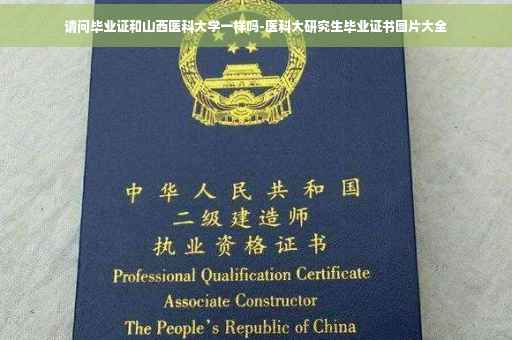 请问毕业证和山西医科大学一样吗-医科大研究生毕业证书图片大全
中华人民共和国
二级建造师
执业资格证书
Professional Qualification Certificate
Associate Constructor
The People's Republic of China